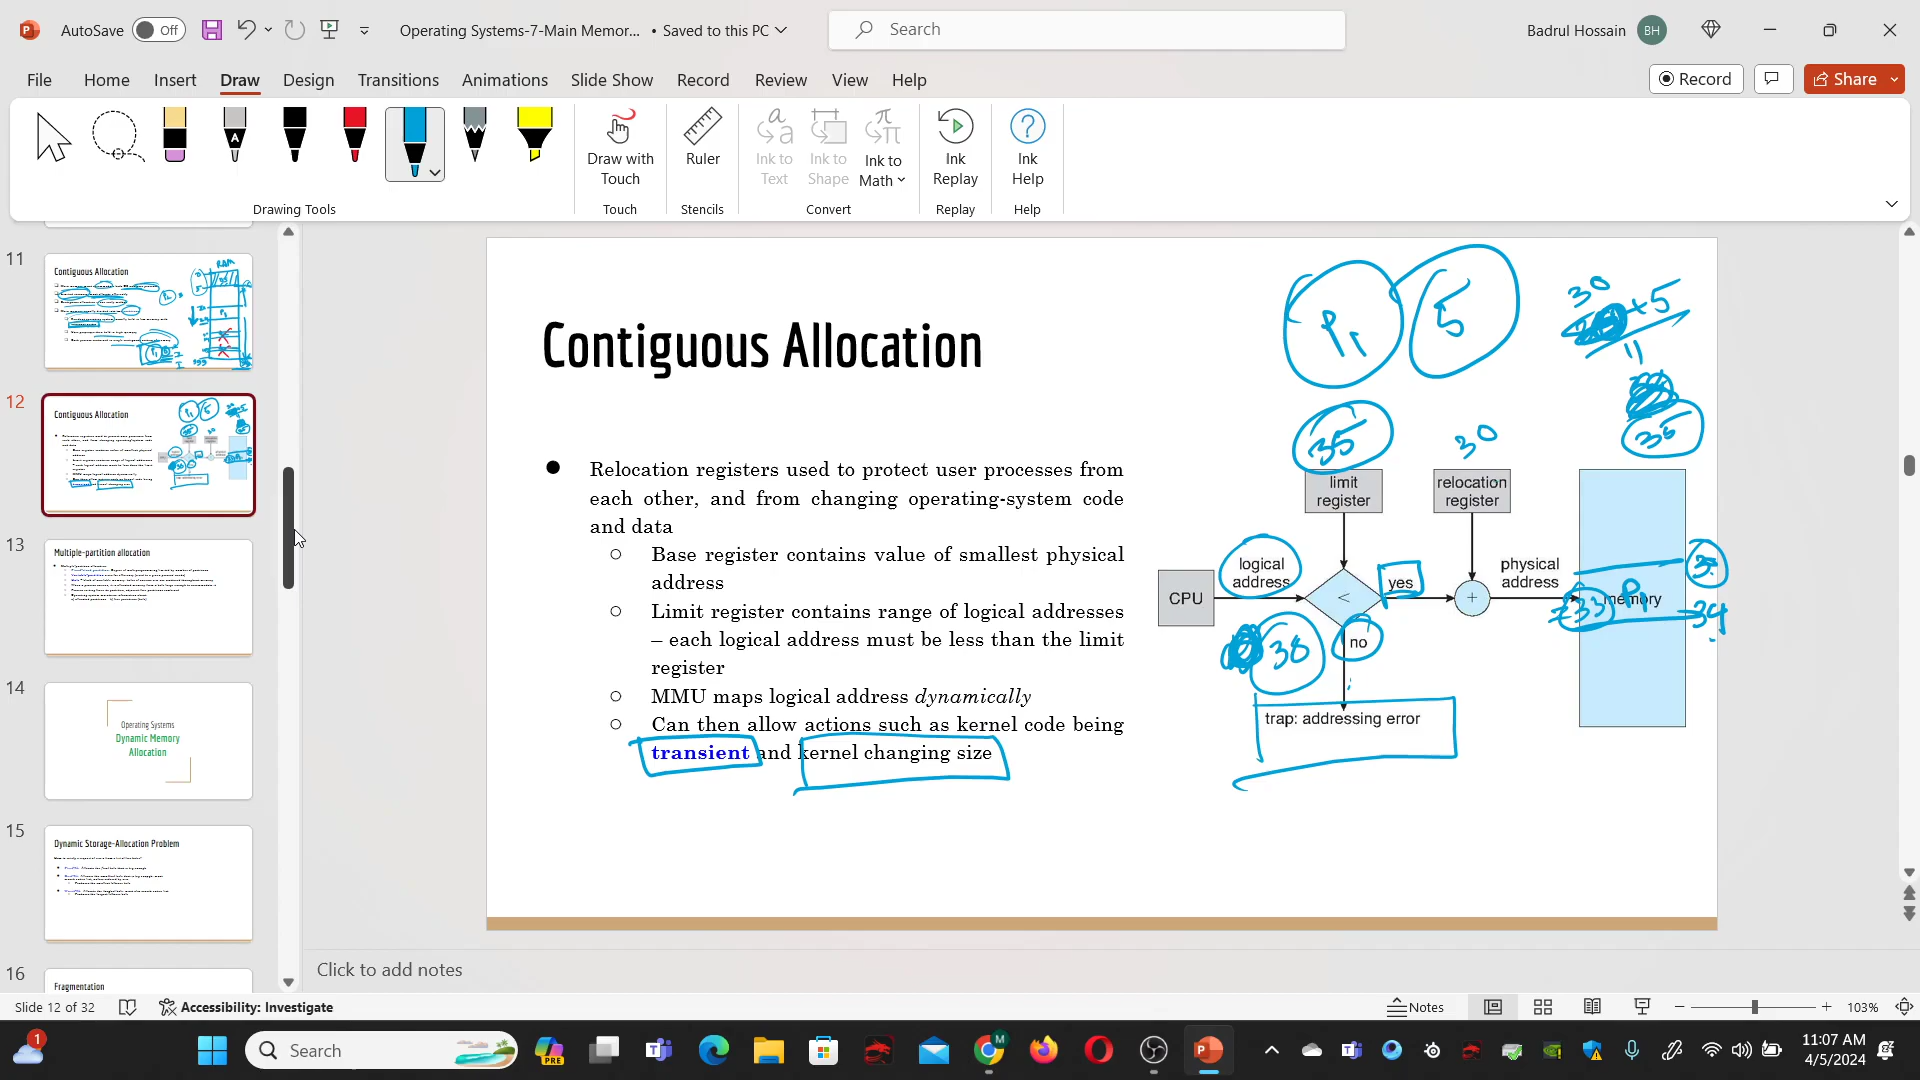 AutoSave Off Operating Systems-7-Main Memor... • Saved to this PC Search Badrul Hossain BH
File Home Insert Draw Design Transitions Animations Slide Show Record Review View Help Record Share
Draw with Touch
Ruler
Ink to Text
Ink to Shape
Ink to Math
Ink Replay
Ink Help
Drawing Tools Touch Stencils Convert Replay Help
11
Contiguous Allocation
RAM
12
Contiguous Allocation
13
Multiple-partition allocation
14
Operating Systems
Dynamic Memory
Allocation
15
Dynamic Storage-Allocation Problem
16
Fragmentation
Contiguous Allocation
● Relocation registers used to protect user processes from
each other, and from changing operating-system code
and data
○ Base register contains value of smallest physical
address
○ Limit register contains range of logical addresses
– each logical address must be less than the limit
register
○ MMU maps logical address dynamically
○ Can then allow actions such as kernel code being
transient and kernel changing size
P1 5
30
+5
35
35
30
limit
register
relocation
register
logical
address
yes
physical
address
CPU
<
+
memory
P1
33
34
38
no
trap: addressing error
Click to add notes
Slide 12 of 32 Accessibility: Investigate Notes 103%
1 Search PRE M 11:07 AM
4/5/2024